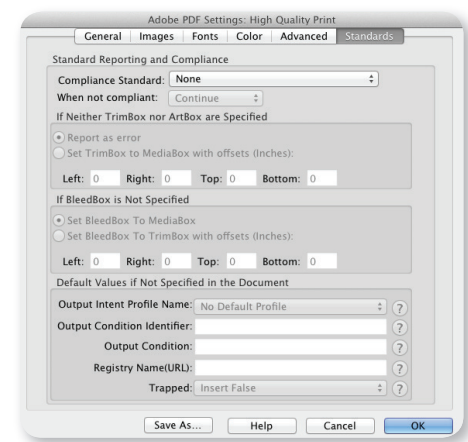 Adobe PDF Settings: High Quality Print
General Images Fonts Color Advanced Standards
Standard Reporting and Compliance
Compliance Standard: None
When not compliant: Continue
If Neither TrimBox nor ArtBox are Specified
Report as error
Set TrimBox to MediaBox with offsets (Inches):
Left: 0 Right: 0 Top: 0 Bottom: 0
If BleedBox is Not Specified
Set BleedBox To MediaBox
Set BleedBox To TrimBox with offsets (Inches):
Left: 0 Right: 0 Top: 0 Bottom: 0
Default Values if Not Specified in the Document
Output Intent Profile Name: No Default Profile ?
Output Condition Identifier: ?
Output Condition: ?
Registry Name(URL): ?
Trapped: Insert False ?
Save As... Help Cancel OK